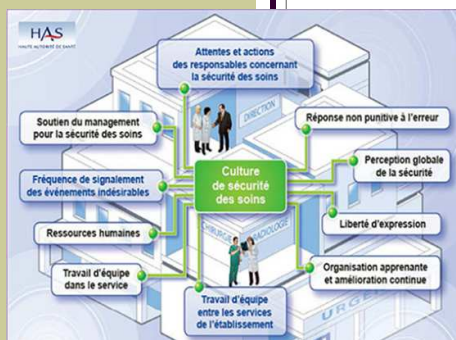 HAS
HAUTE AUTORITÉ DE SANTÉ
Attentes et actions
des responsables concernant
la sécurité des soins
DIRECTION
Soutien du management
pour la sécurité des soins
Réponse non punitive à l'erreur
Fréquence de signalement
des événements indésirables
Culture
de sécurité
des soins
Perception globale
de la sécurité
Ressources humaines
Liberté d'expression
CHIRURGIE
RADIOLOGIE
Travail d'équipe
dans le service
Organisation apprenante
et amélioration continue
Travail d'équipe
entre les services
de l'établissement
URGE